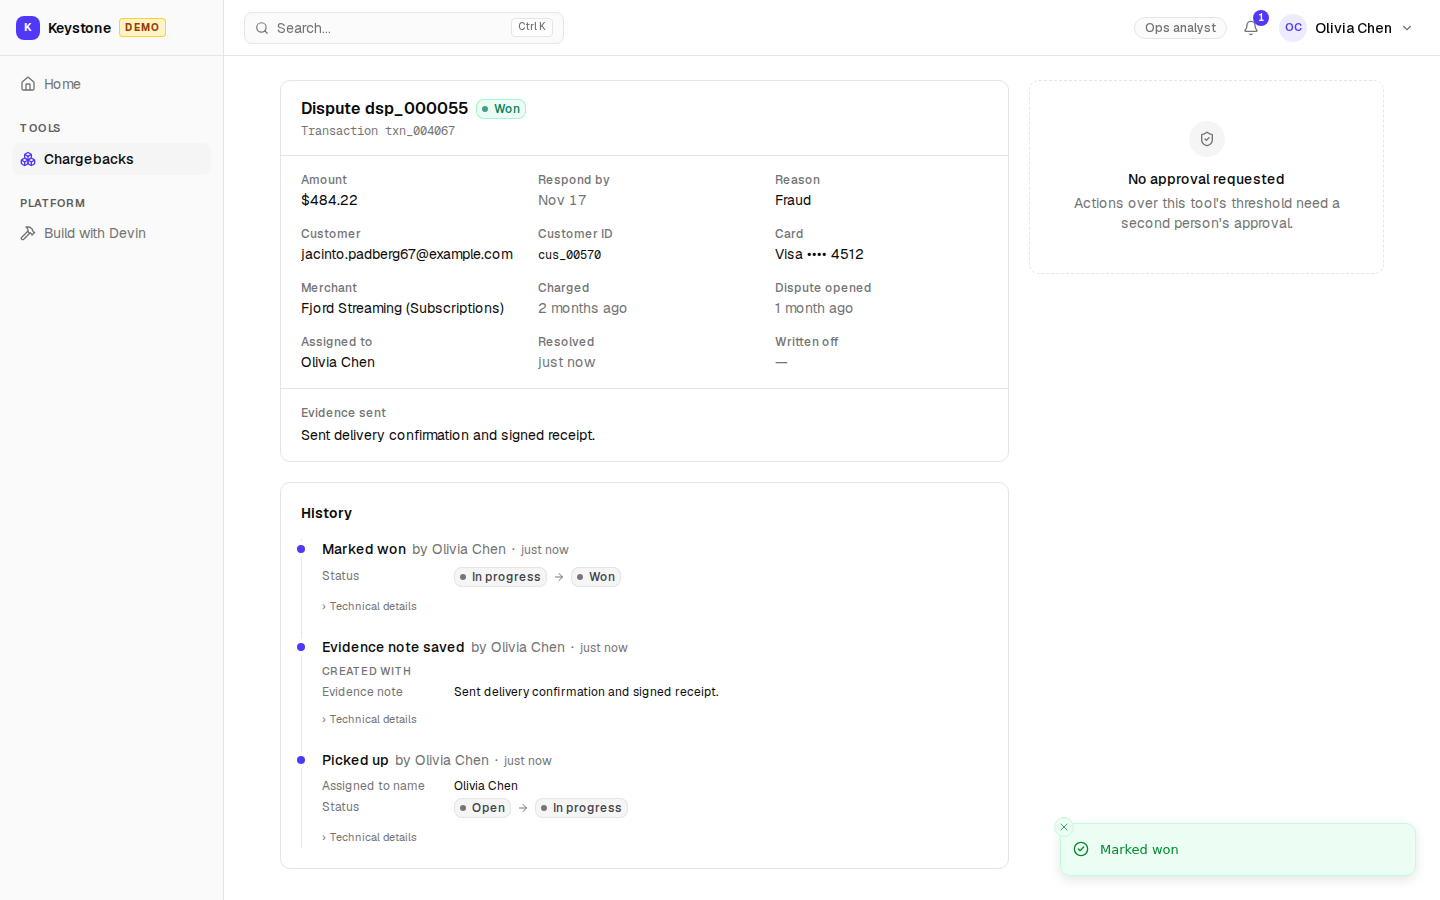 K Keystone DEMO
Search... Ctrl K
Ops analyst 1 OC Olivia Chen
Home
TOOLS
Chargebacks
PLATFORM
Build with Devin
Dispute dsp_000055 Won
Transaction txn_004067
Amount Respond by Reason
$484.22 Nov 17 Fraud
Customer Customer ID Card
jacinto.padberg67@example.com cus_00570 Visa •••• 4512
Merchant Charged Dispute opened
Fjord Streaming (Subscriptions) 2 months ago 1 month ago
Assigned to Resolved Written off
Olivia Chen just now —
Evidence sent
Sent delivery confirmation and signed receipt.
No approval requested
Actions over this tool's threshold need a
second person's approval.
History
Marked won by Olivia Chen · just now
Status In progress → Won
› Technical details
Evidence note saved by Olivia Chen · just now
CREATED WITH
Evidence note Sent delivery confirmation and signed receipt.
› Technical details
Picked up by Olivia Chen · just now
Assigned to name Olivia Chen
Status Open → In progress
› Technical details
Marked won